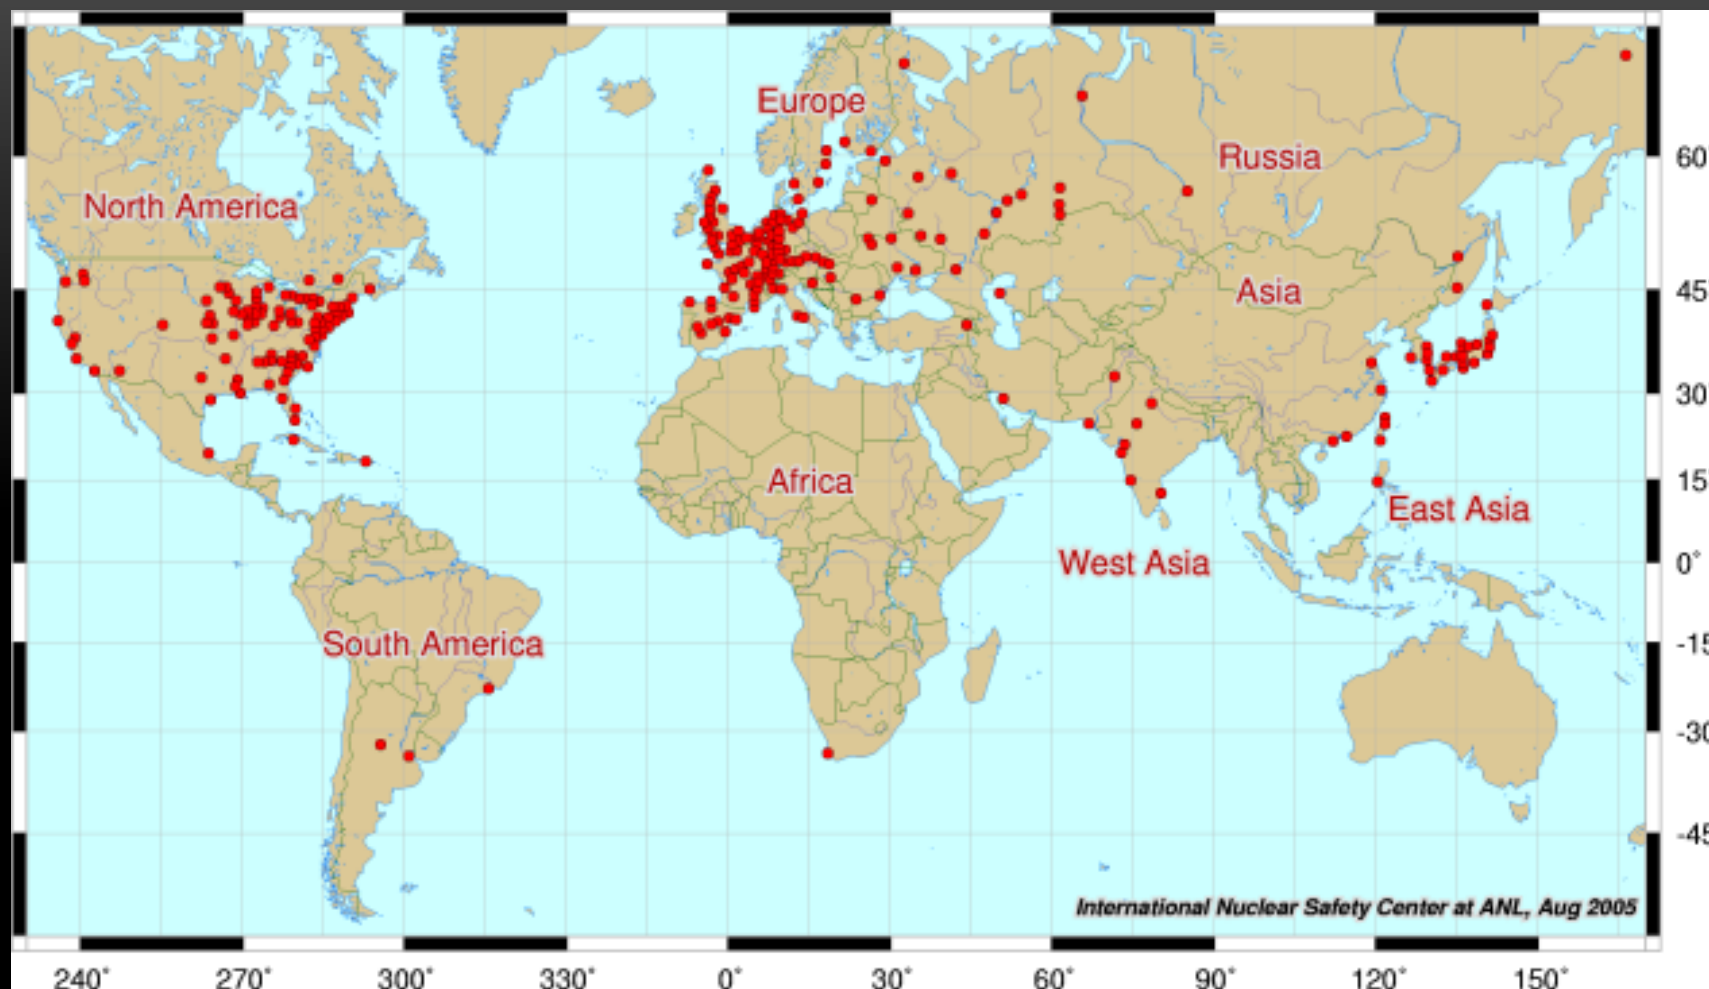 Europe
Russia
North America
Asia
Africa
East Asia
West Asia
South America
International Nuclear Safety Center at ANL, Aug 2005
60°
45°
30°
15°
0°
-15
-30
-45
240° 270° 300° 330° 0° 30° 60° 90° 120° 150°